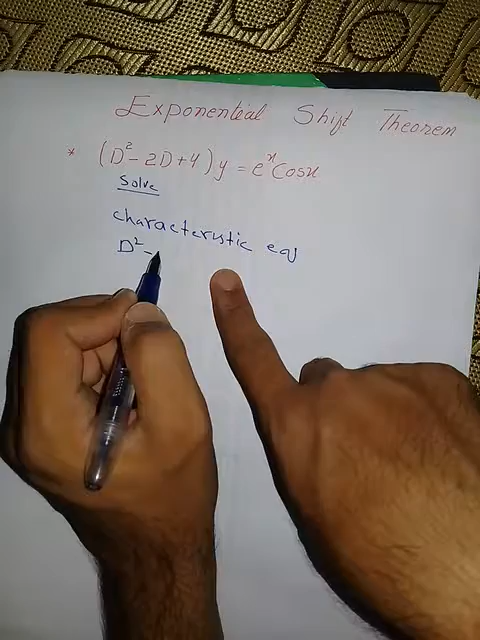 Exponential Shift Theorem
* (D²-2D+4)y = eˣCosx
Solve
characteristic eq
D²-